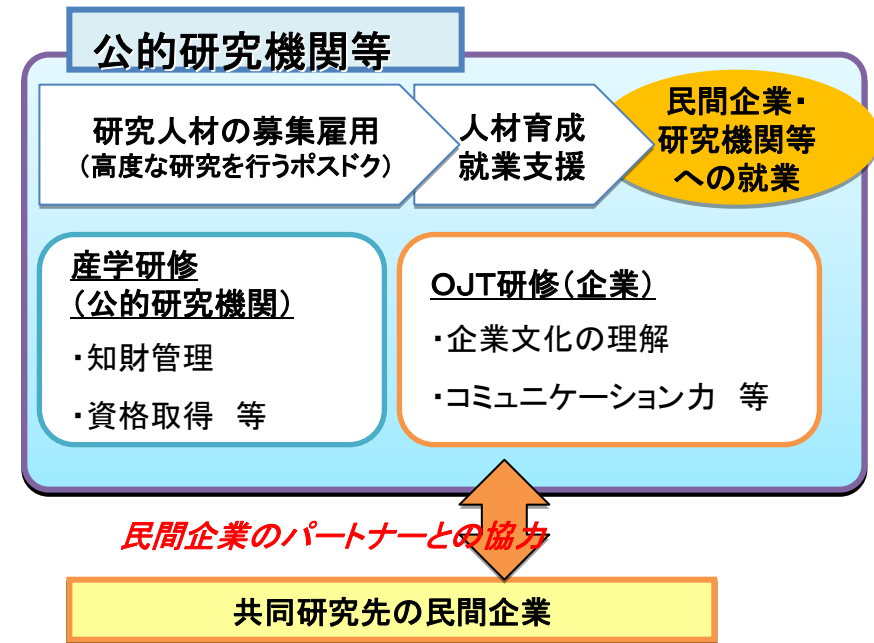 公的研究機関等
研究人材の募集雇用
（高度な研究を行うポスドク）
人材育成
就業支援
民間企業・
研究機関等
への就業
産学研修
（公的研究機関）
・知財管理
・資格取得　等
ＯＪＴ研修（企業）
・企業文化の理解
・コミュニケーション力　等
民間企業のパートナーとの協力
共同研究先の民間企業